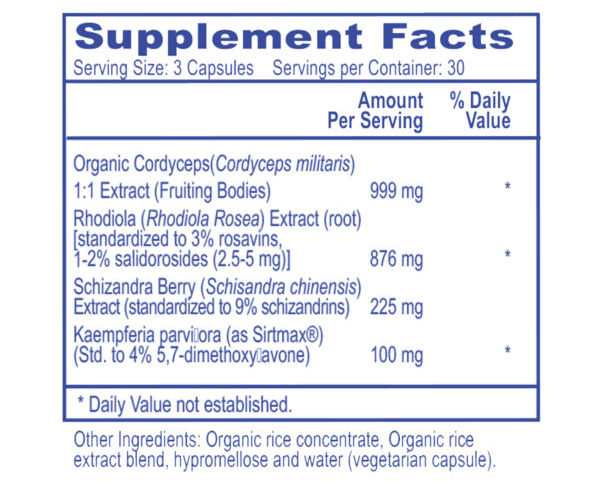 Supplement Facts
Serving Size: 3 Capsules Servings per Container: 30
Amount Per Serving % Daily Value
Organic Cordyceps(Cordyceps militaris)
1:1 Extract (Fruiting Bodies) 999 mg *
Rhodiola (Rhodiola Rosea) Extract (root)
[standardized to 3% rosavins,
1-2% salidorosides (2.5-5 mg)] 876 mg *
Schizandra Berry (Schisandra chinensis)
Extract (standardized to 9% schizandrins) 225 mg
Kaempferia parvi▯ora (as Sirtmax®)
(Std. to 4% 5,7-dimethoxy▯avone) 100 mg *
* Daily Value not established.
Other Ingredients: Organic rice concentrate, Organic rice
extract blend, hypromellose and water (vegetarian capsule).